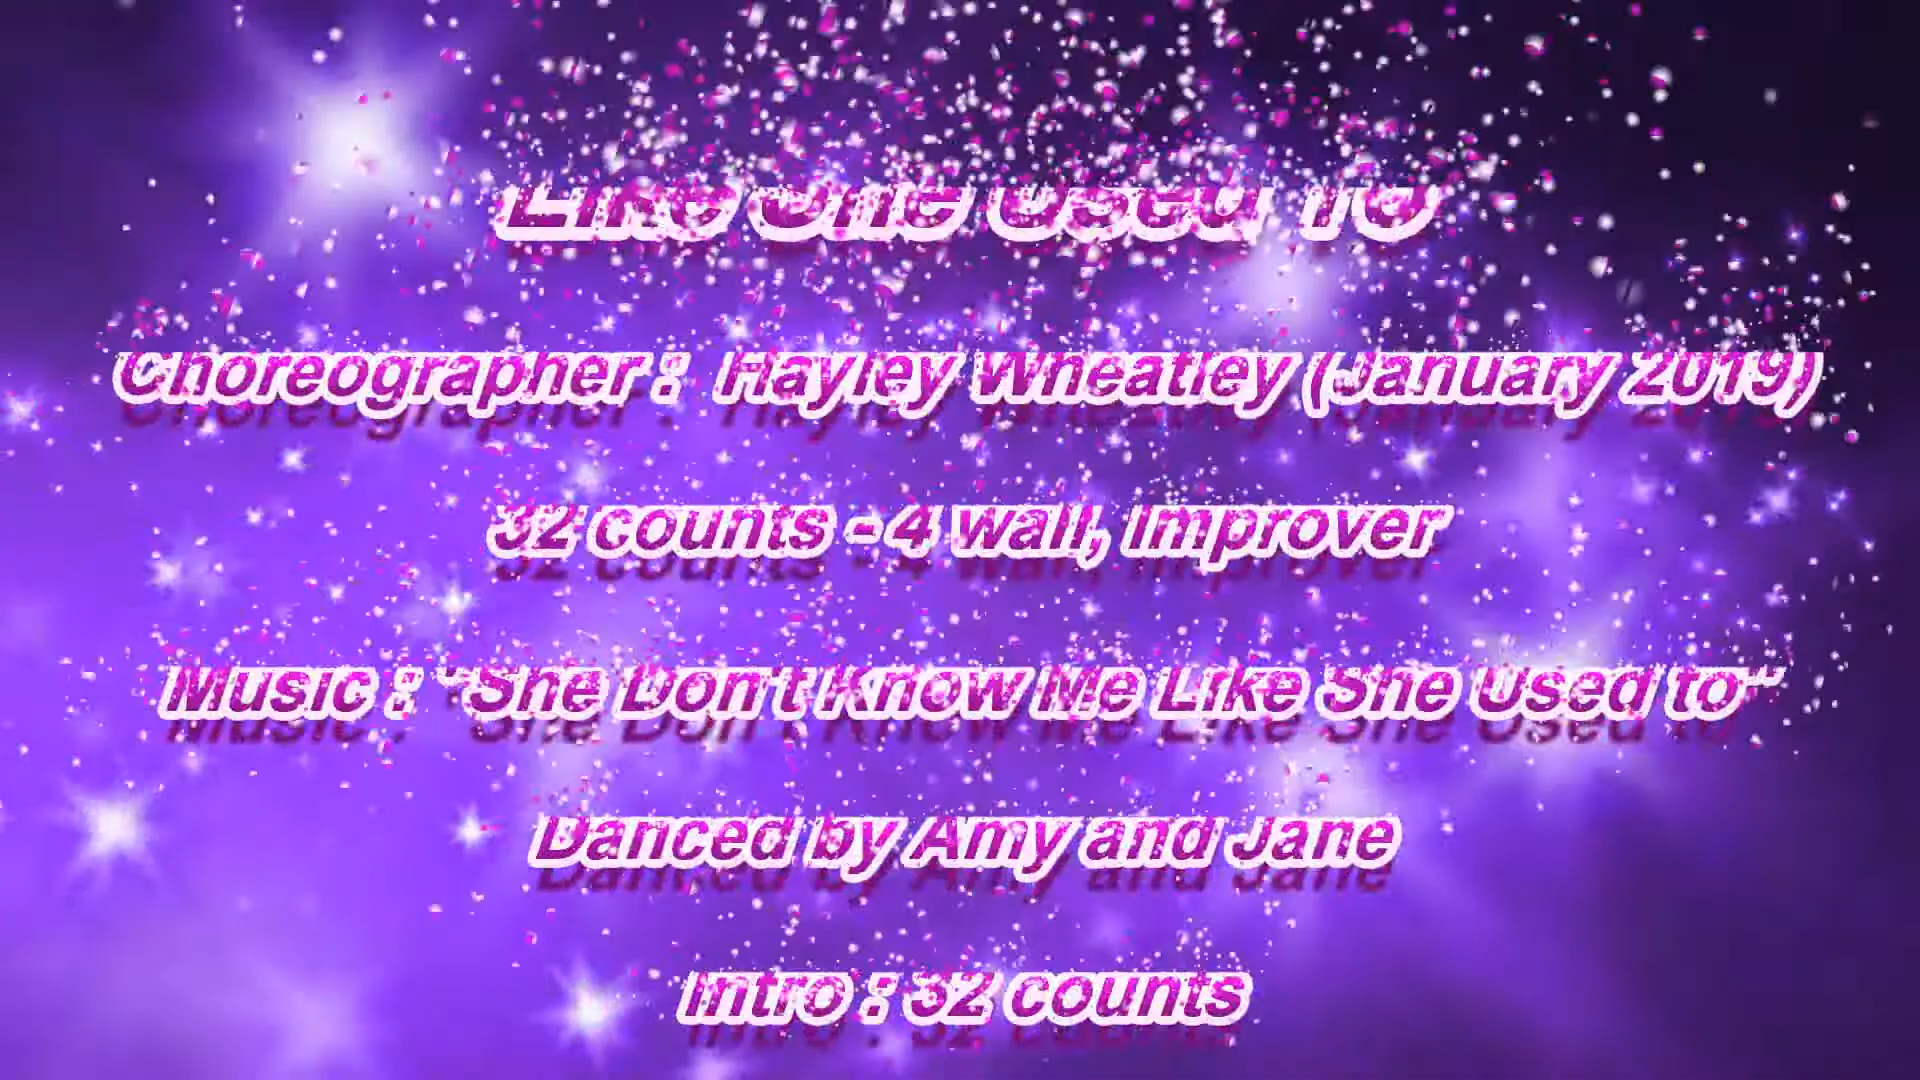 Like She Used To
Choreographer : Hayley Wheatley (January 2019)
32 counts - 4 wall, Improver
Music : "She Don't Know Me Like She Used to"
Danced by Amy and Jane
Intro : 32 counts